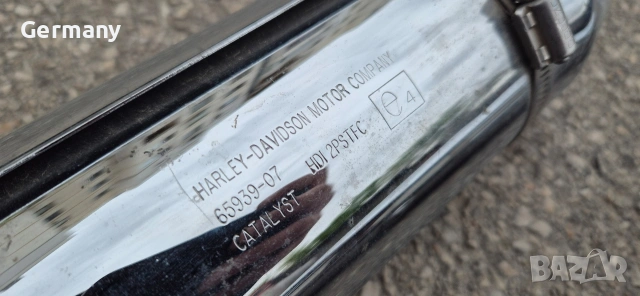 Germany
HARLEY-DAVIDSON MOTOR COMPANY
65939-07 HDI 2PSTFC e4
CATALYST
BAZAR